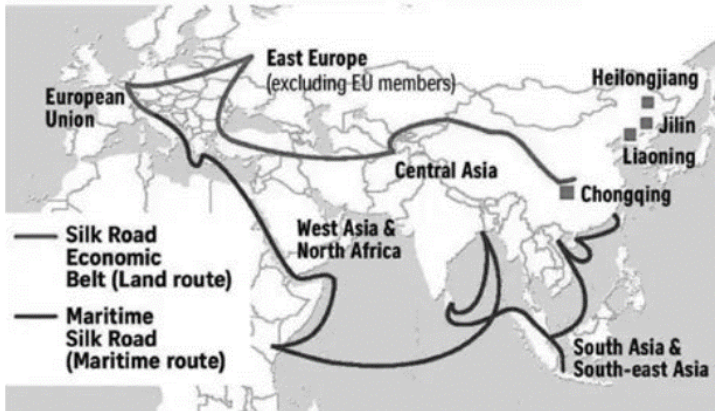 East Europe
(excluding EU members)
European
Union
Heilongjiang
Jilin
Liaoning
Central Asia
Chongqing
West Asia &
North Africa
Silk Road
Economic
Belt (Land route)
Maritime
Silk Road
(Maritime route)
South Asia &
South-east Asia